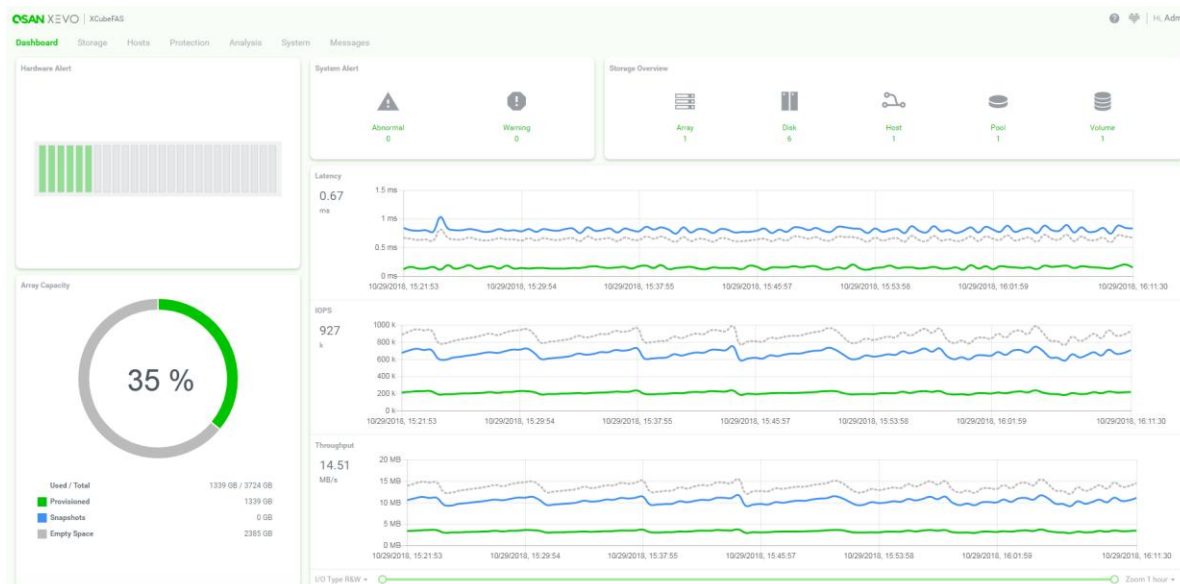 QSAN XEVO | XCubeFAS
Hi, Adm
Dashboard Storage Hosts Protection Analysis System Messages
Hardware Alert
System Alert
Abnormal
0
Warning
0
Storage Overview
Array
1
Disk
6
Host
1
Pool
1
Volume
1
Latency
0.67
ms
1.5 ms
1 ms
0.5 ms
0 ms
10/29/2018, 15:21:53 10/29/2018, 15:29:54 10/29/2018, 15:37:55 10/29/2018, 15:45:57 10/29/2018, 15:53:58 10/29/2018, 16:01:59 10/29/2018, 16:11:30
Array Capacity
35 %
Used / Total 1339 GB / 3724 GB
Provisioned 1339 GB
Snapshots 0 GB
Empty Space 2385 GB
IOPS
927
k
1000 k
800 k
600 k
400 k
200 k
0 k
10/29/2018, 15:21:53 10/29/2018, 15:29:54 10/29/2018, 15:37:55 10/29/2018, 15:45:57 10/29/2018, 15:53:58 10/29/2018, 16:01:59 10/29/2018, 16:11:30
Throughput
14.51
MB/s
20 MB
15 MB
10 MB
5 MB
0 MB
10/29/2018, 15:21:53 10/29/2018, 15:29:54 10/29/2018, 15:37:55 10/29/2018, 15:45:57 10/29/2018, 15:53:58 10/29/2018, 16:01:59 10/29/2018, 16:11:30
I/O Type R&W
Zoom 1 hour